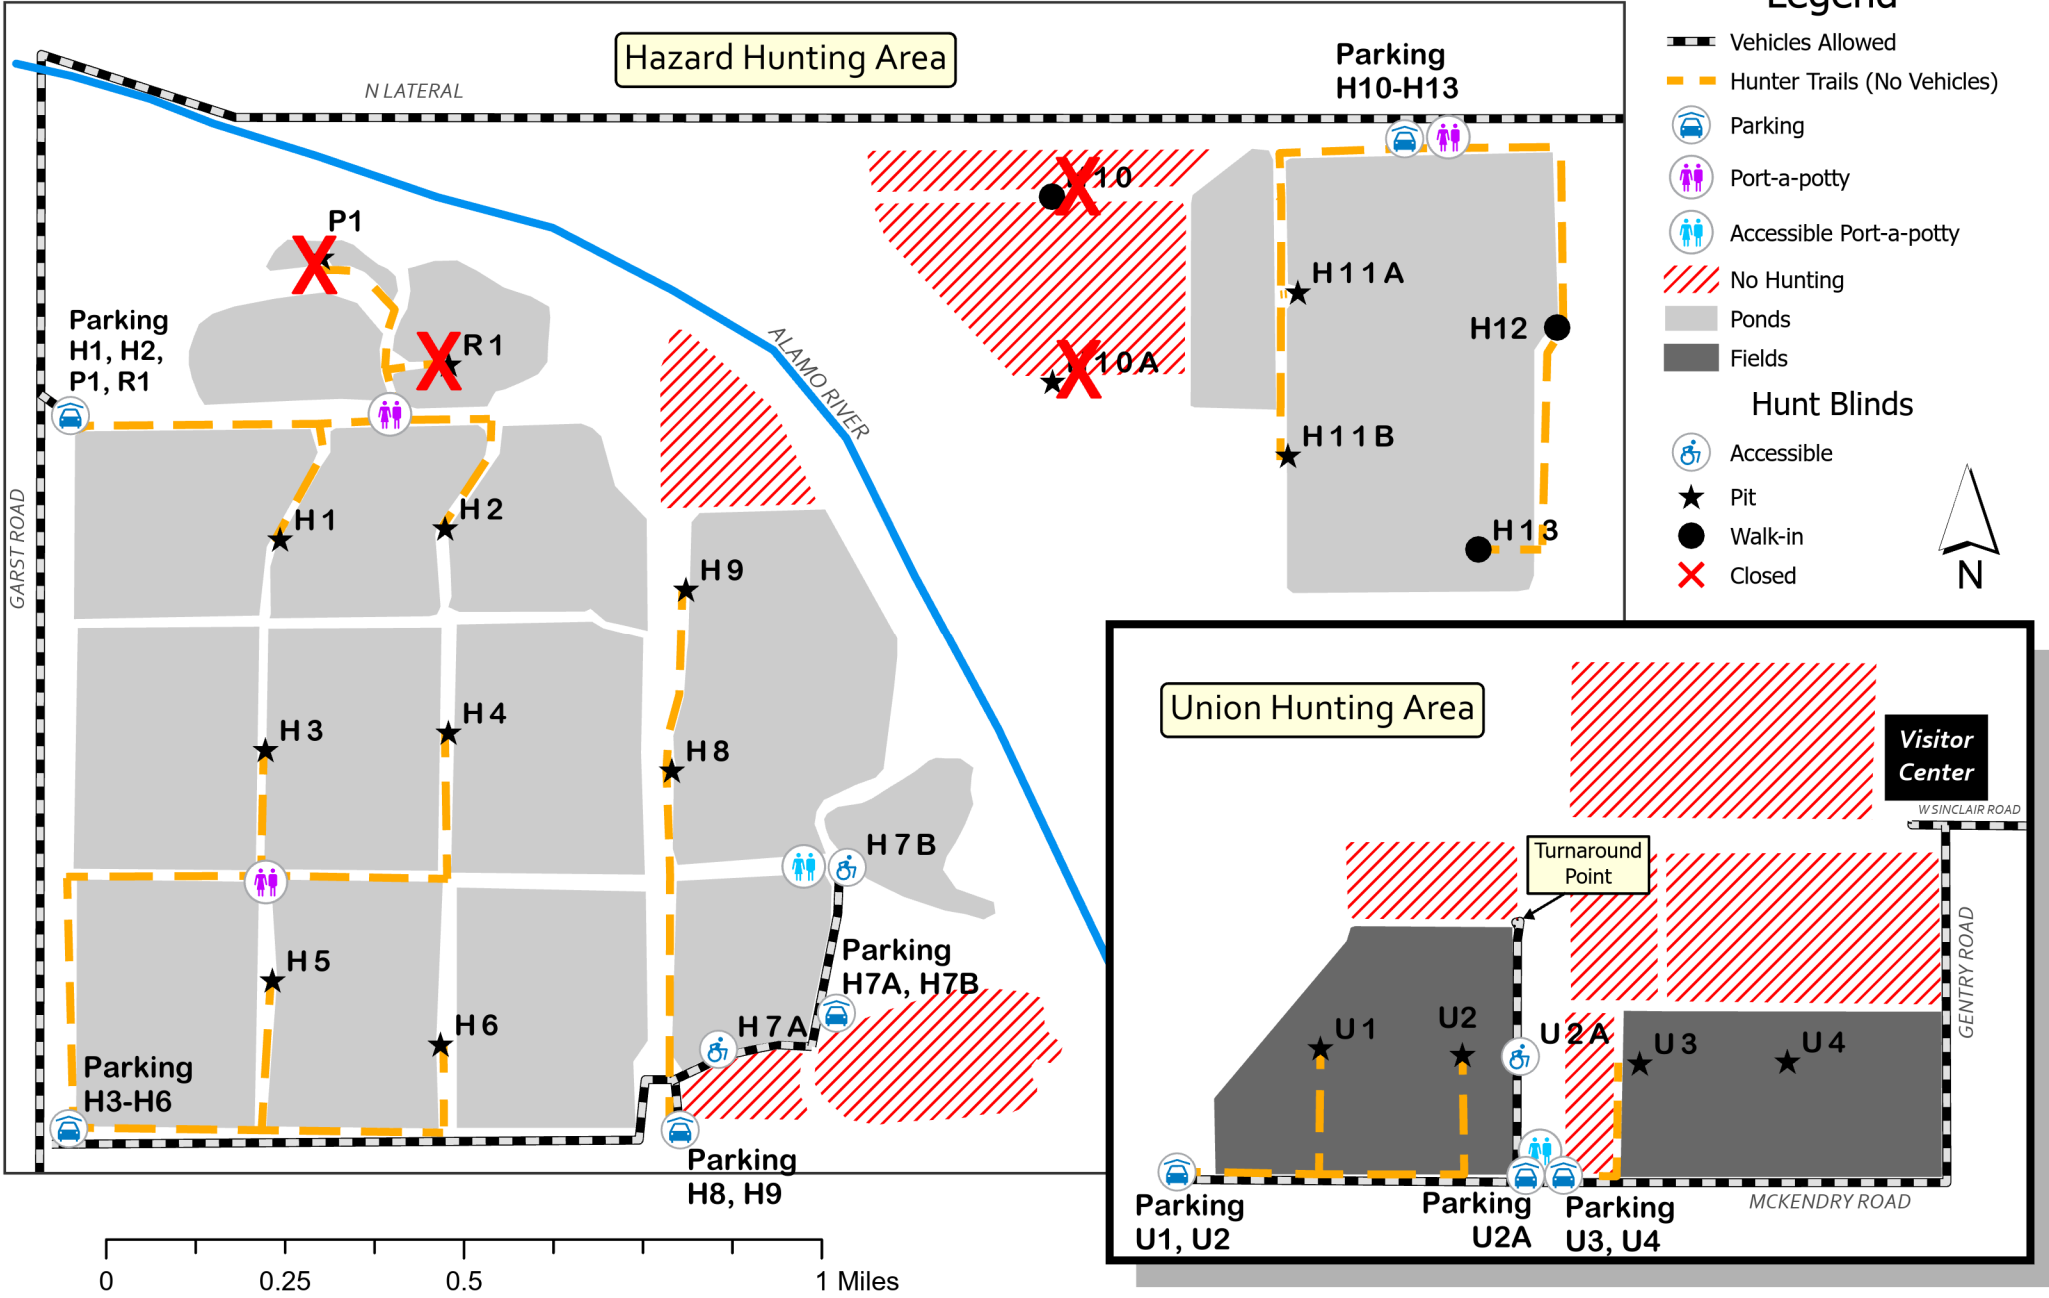 Hazard Hunting Area
N LATERAL
Parking
H10-H13
P1
R1
Parking
H1, H2,
P1, R1
ALAMO RIVER
GARST ROAD
10
10A
H11A
H12
H11B
H13
H1
H2
H9
H3
H4
H8
H7B
H5
H6
Parking
H7A, H7B
H7A
Parking
H3-H6
Parking
H8, H9
0
0.25
0.5
1 Miles
Legend
Vehicles Allowed
Hunter Trails (No Vehicles)
Parking
Port-a-potty
Accessible Port-a-potty
No Hunting
Ponds
Fields
Hunt Blinds
Accessible
Pit
Walk-in
Closed
N
Union Hunting Area
Visitor
Center
W SINCLAIR ROAD
Turnaround
Point
GENTRY ROAD
U1
U2
U2A
U3
U4
MCKENDRY ROAD
Parking
U1, U2
Parking
U2A
Parking
U3, U4